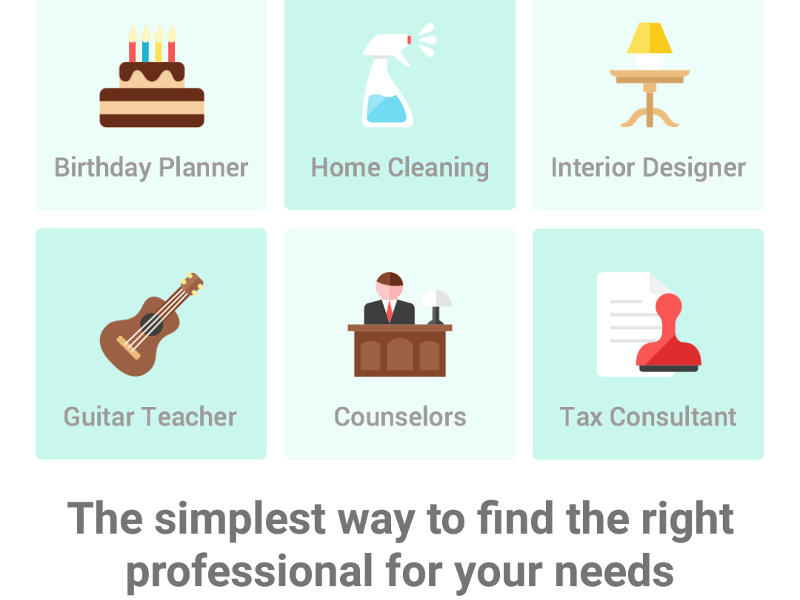 Birthday Planner
Home Cleaning
Interior Designer
Guitar Teacher
Counselors
Tax Consultant
The simplest way to find the right
professional for your needs